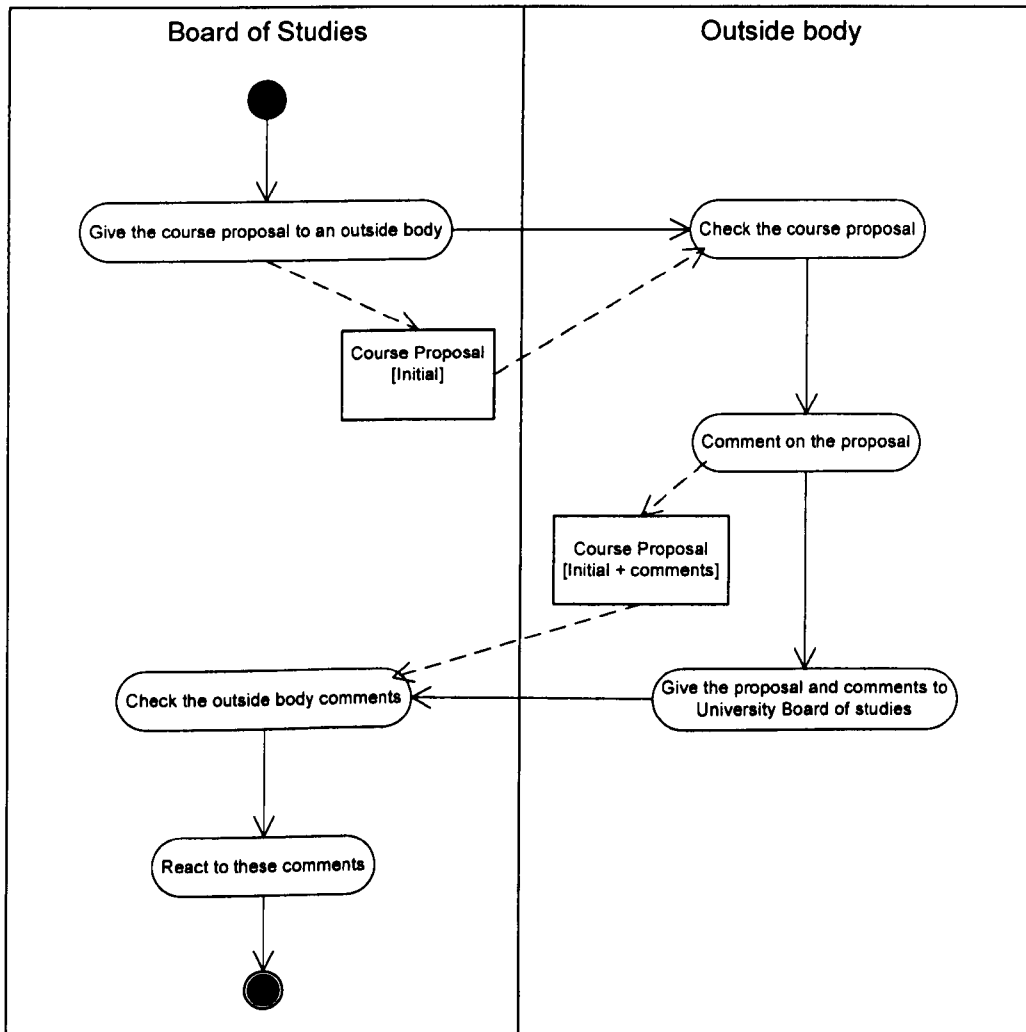 Board of Studies
Outside body
Give the course proposal to an outside body
Check the course proposal
Course Proposal
[Initial]
Comment on the proposal
Course Proposal
[Initial + comments]
Check the outside body comments
Give the proposal and comments to
University Board of studies
React to these comments